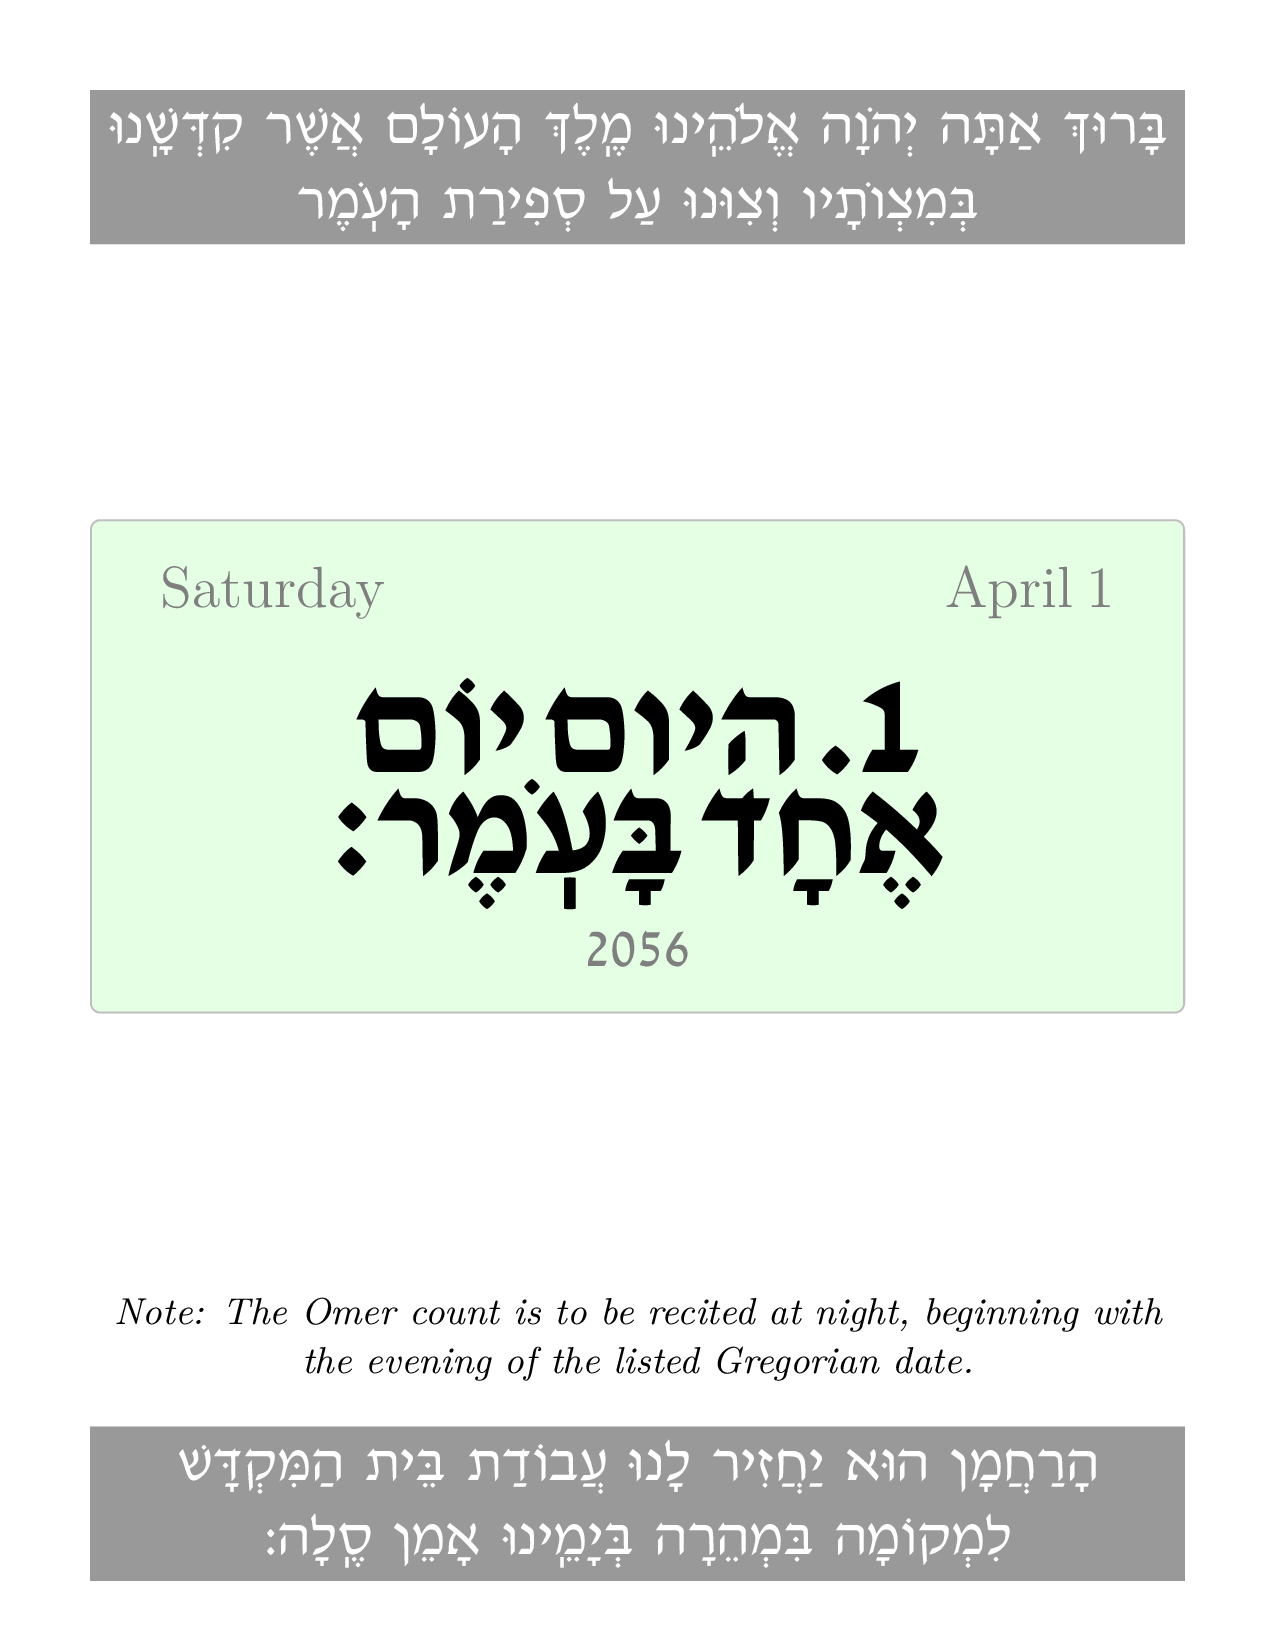 בָּרוּךְ אַתָּה יְהֹוָה אֱלֹהֵֽינוּ מֶֽלֶךְ הָעוֹלָם אֲשֶׁר קִדְּשָֽׁנוּ
בְּמִצְוֹתָיו וְצִוּנוּ עַל סְפִירַת הָעֹֽמֶר
Saturday April 1
1. היום יוֹם
אֶחָד בָּעֹֽמֶר׃
2056
Note: The Omer count is to be recited at night, beginning with
the evening of the listed Gregorian date.
הָרַחֲמָן הוּא יַחֲזִיר לָנוּ עֲבוֹדַת בֵּית הַמִּקְדָּשׁ
לִמְקוֹמָה בִּמְהֵרָה בְּיָמֵֽינוּ אָמֵן סֶֽלָה׃